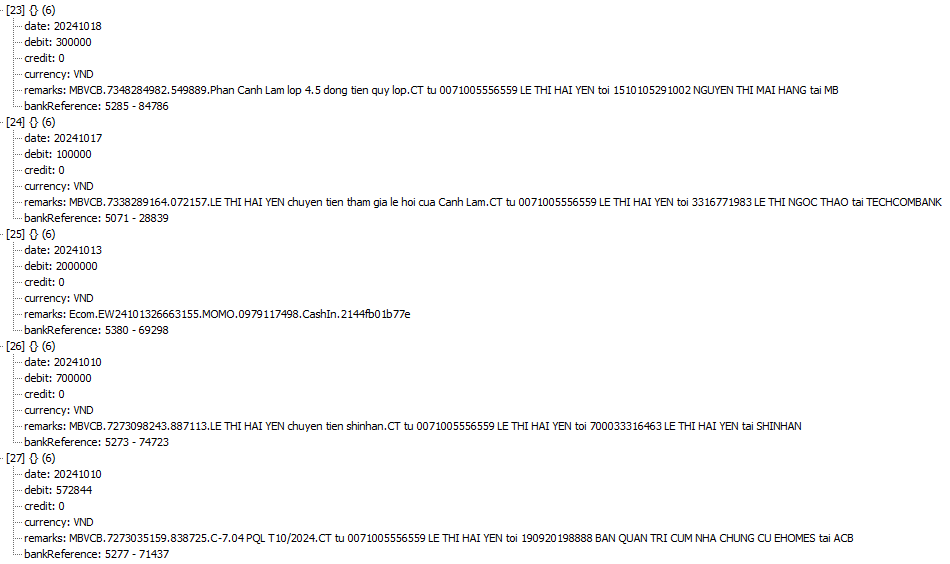 [23] {} (6)
date: 20241018
debit: 300000
credit: 0
currency: VND
remarks: MBVCB.7348284982.549889.Phan Canh Lam lop 4.5 dong tien quy lop.CT tu 0071005556559 LE THI HAI YEN toi 1510105291002 NGUYEN THI MAI HANG tai MB
bankReference: 5285 - 84786
[24] {} (6)
date: 20241017
debit: 100000
credit: 0
currency: VND
remarks: MBVCB.7338289164.072157.LE THI HAI YEN chuyen tien tham gia le hoi cua Canh Lam.CT tu 0071005556559 LE THI HAI YEN toi 3316771983 LE THI NGOC THAO tai TECHCOMBANK
bankReference: 5071 - 28839
[25] {} (6)
date: 20241013
debit: 2000000
credit: 0
currency: VND
remarks: Ecom.EW24101326663155.MOMO.0979117498.CashIn.2144fb01b77e
bankReference: 5380 - 69298
[26] {} (6)
date: 20241010
debit: 700000
credit: 0
currency: VND
remarks: MBVCB.7273098243.887113.LE THI HAI YEN chuyen tien shinhan.CT tu 0071005556559 LE THI HAI YEN toi 700033316463 LE THI HAI YEN tai SHINHAN
bankReference: 5273 - 74723
[27] {} (6)
date: 20241010
debit: 572844
credit: 0
currency: VND
remarks: MBVCB.7273035159.838725.C-7.04 PQL T10/2024.CT tu 0071005556559 LE THI HAI YEN toi 190920198888 BAN QUAN TRI CUM NHA CHUNG CU EHOMES tai ACB
bankReference: 5277 - 71437